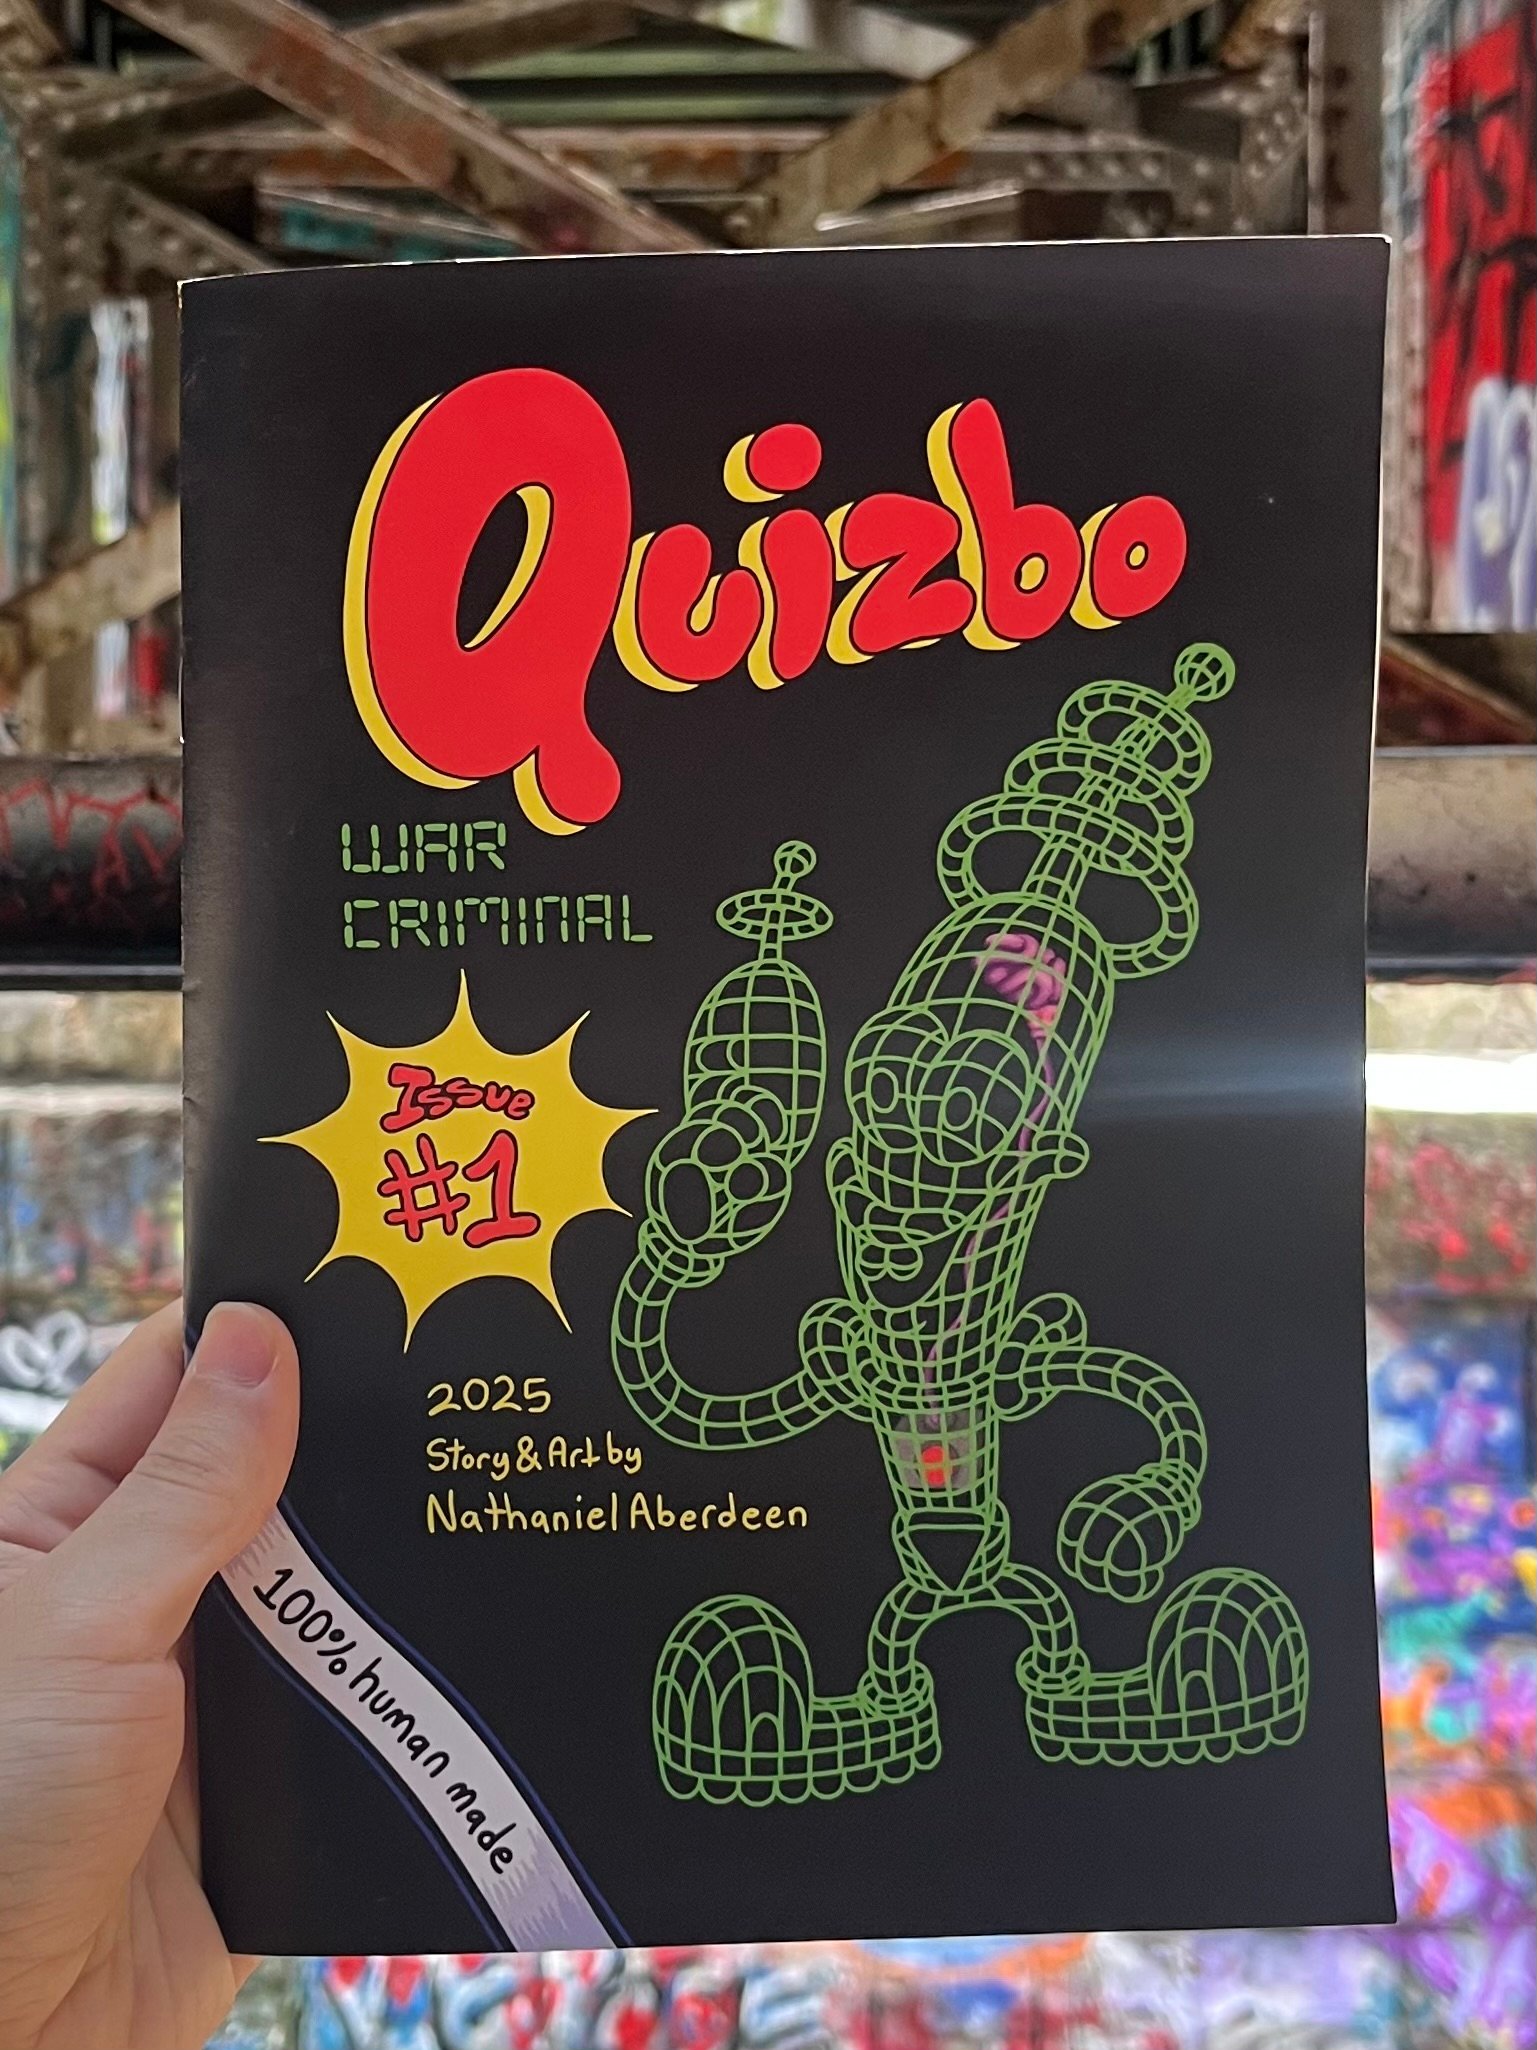 Quizbo
WAR
CRIMINAL
Issue
#1
2025
Story & Art by
Nathaniel Aberdeen
100% human made